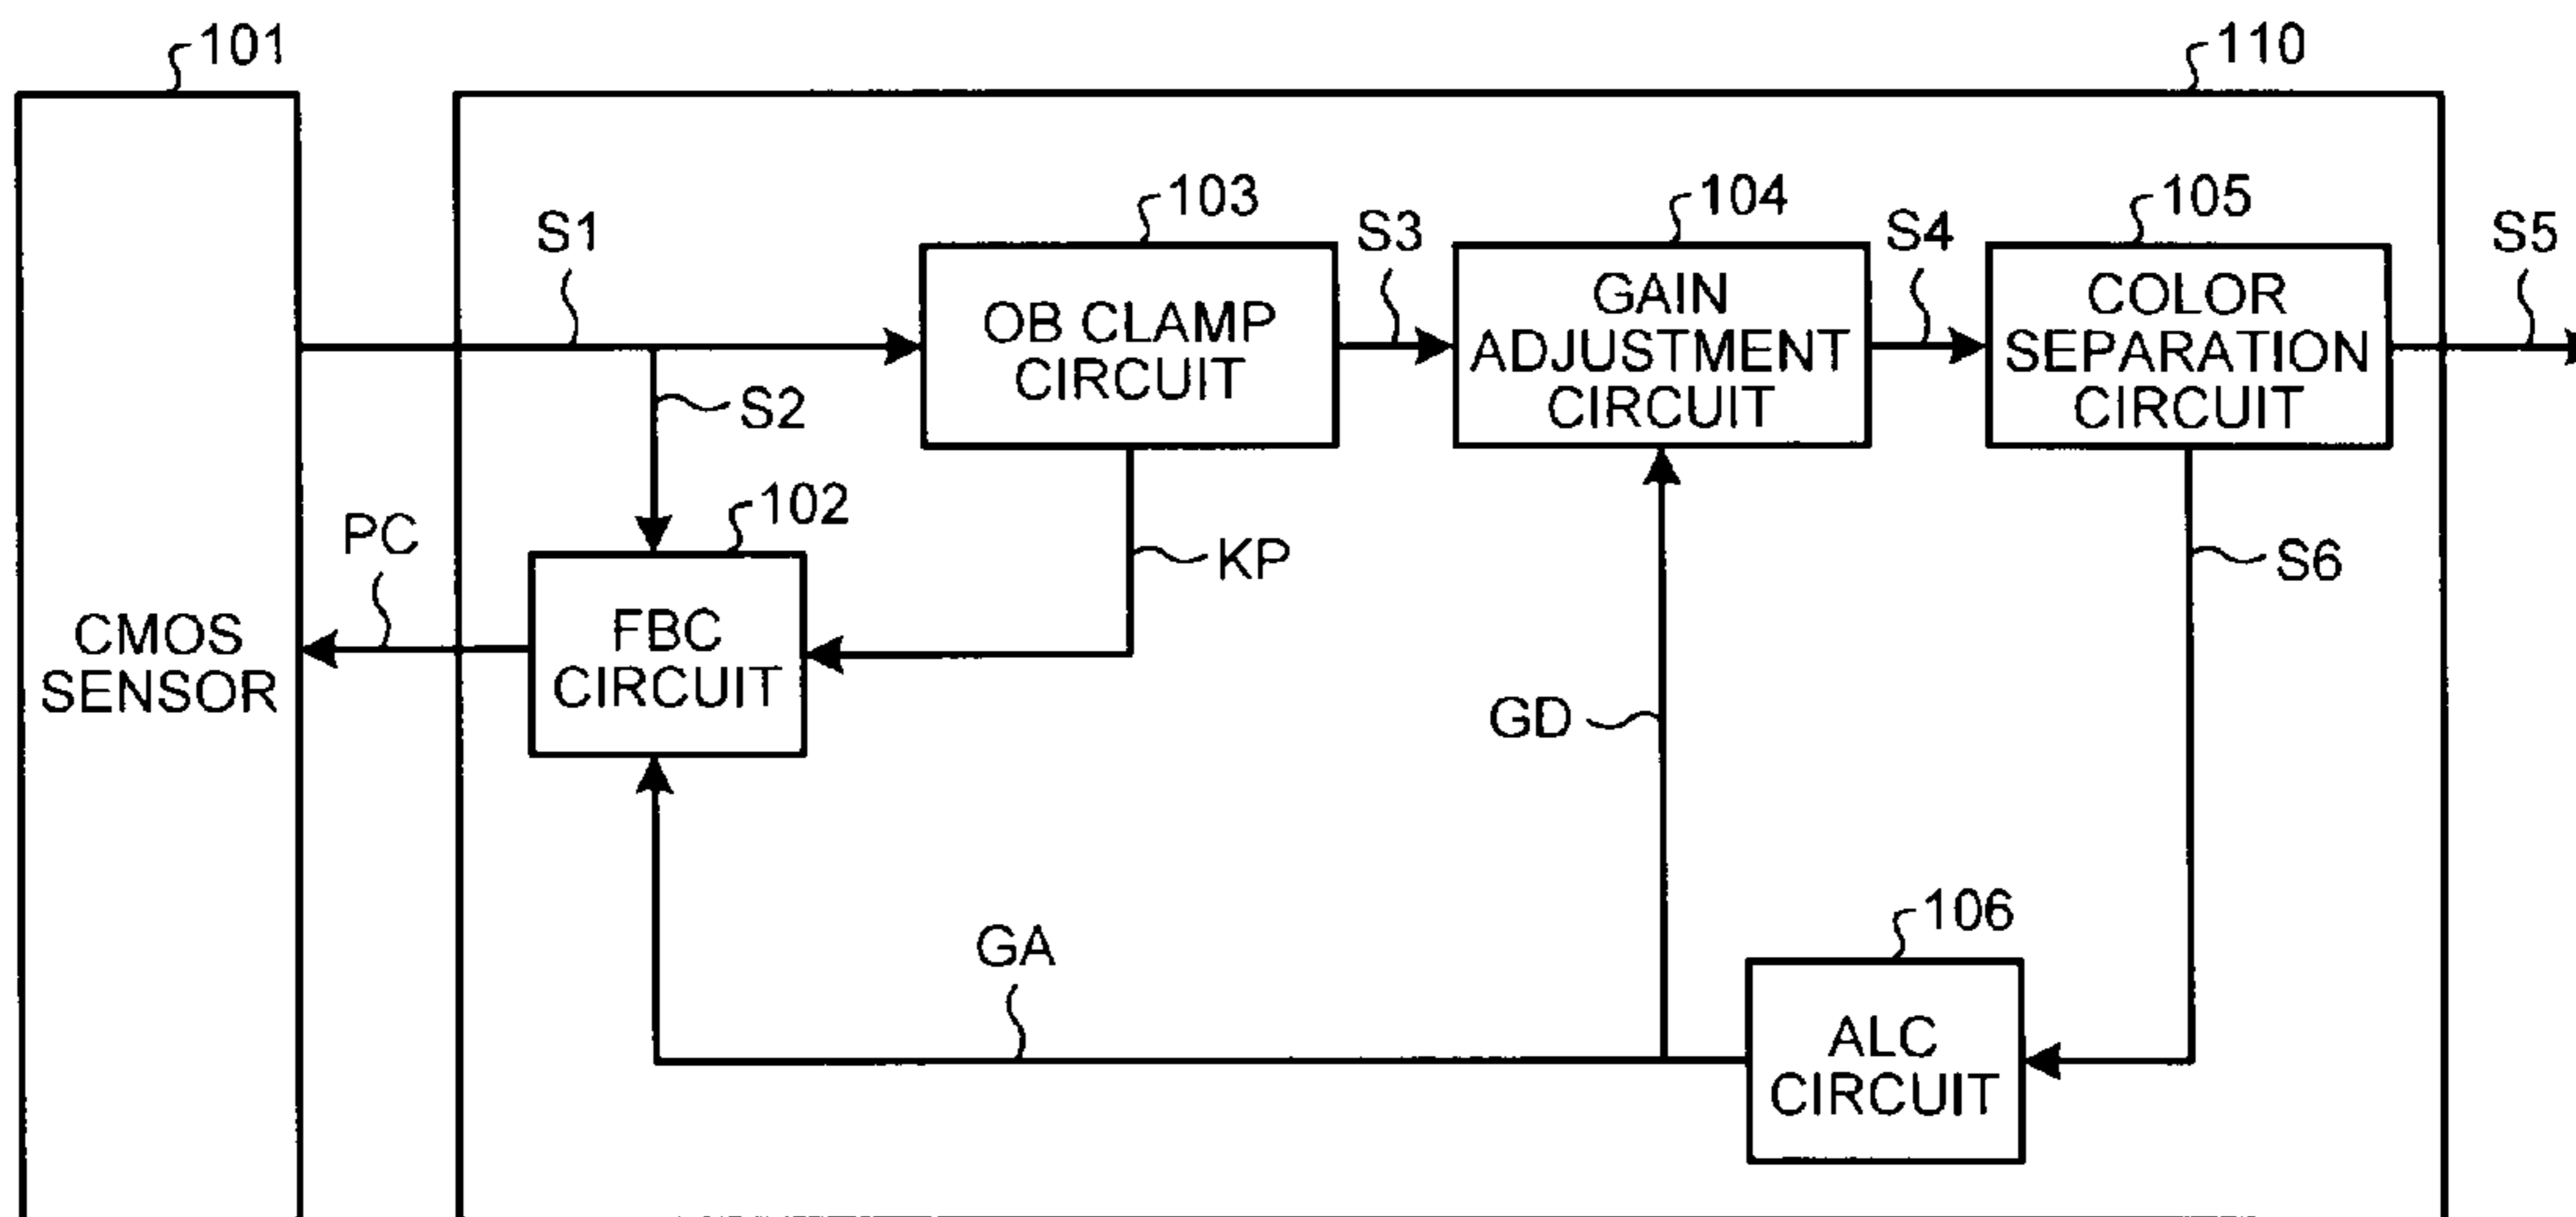 101
110
103
104
105
S1
S3
S4
S5
OB CLAMP
CIRCUIT
GAIN
ADJUSTMENT
CIRCUIT
COLOR
SEPARATION
CIRCUIT
S2
102
PC
KP
S6
CMOS
SENSOR
FBC
CIRCUIT
GD
106
GA
ALC
CIRCUIT